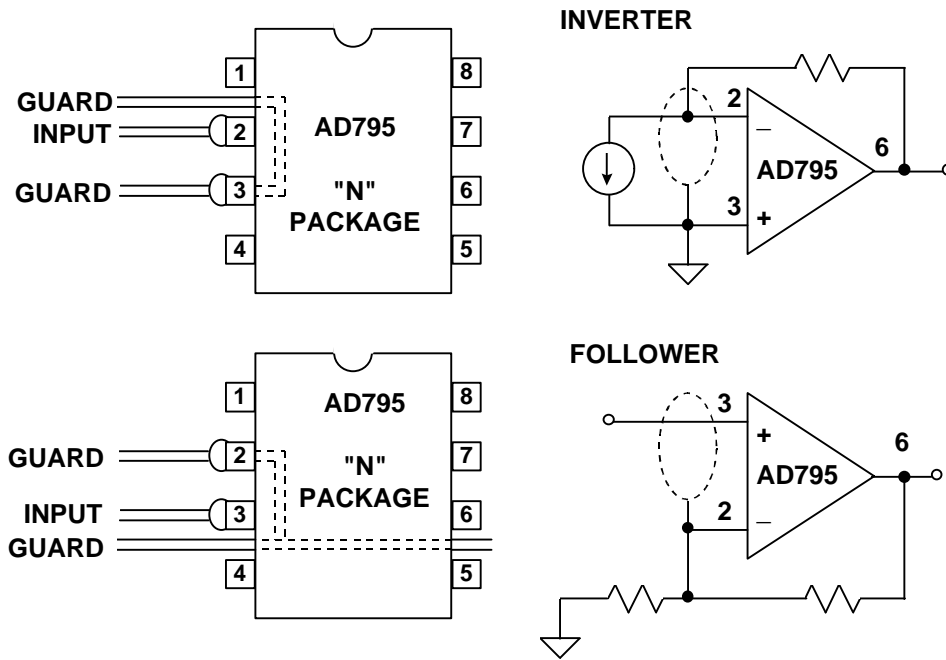 INVERTER
1
8
GUARD
INPUT
2
AD795
7
GUARD
3
"N"
6
PACKAGE
4
5
2
−
6
AD795
3
+
FOLLOWER
1
AD795
8
GUARD
2
"N"
7
PACKAGE
INPUT
3
6
GUARD
4
5
3
+
6
AD795
2
−